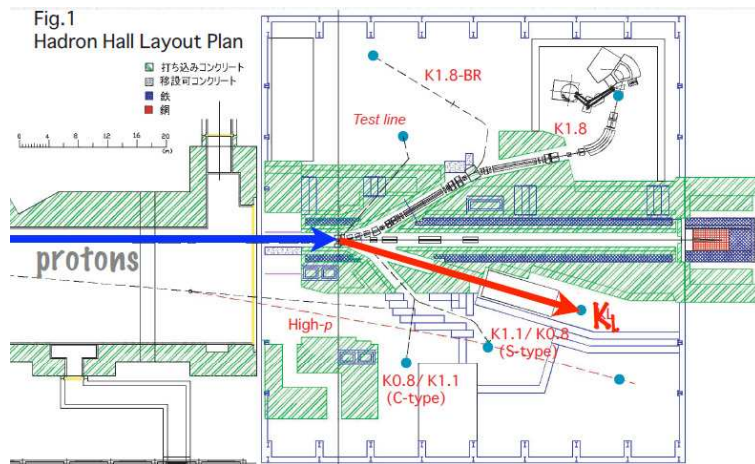 Fig.1
Hadron Hall Layout Plan
打ち込みコンクリート
移設可コンクリート
鉄
銅
0 4 8 12 16 20
(m)
K1.8-BR
Test line
K1.8
protons
K_L
High-p
K1.1/ K0.8
(S-type)
K0.8/ K1.1
(C-type)